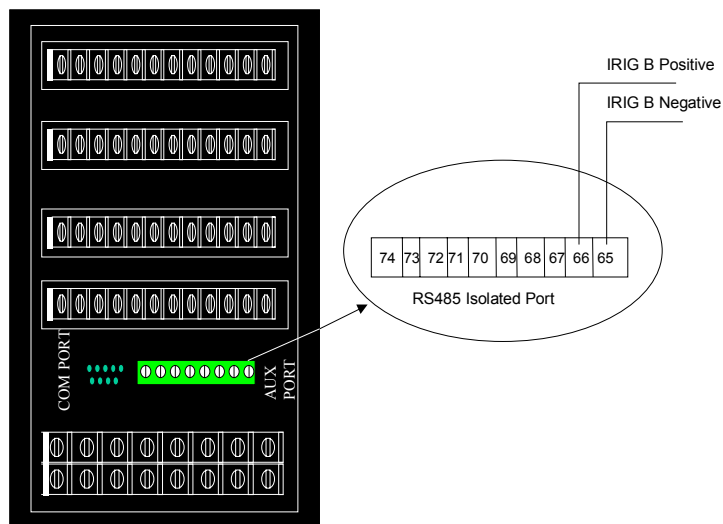 IRIG B Positive
IRIG B Negative
74 73 72 71 70 69 68 67 66 65
RS485 Isolated Port
COM PORT
AUX
PORT